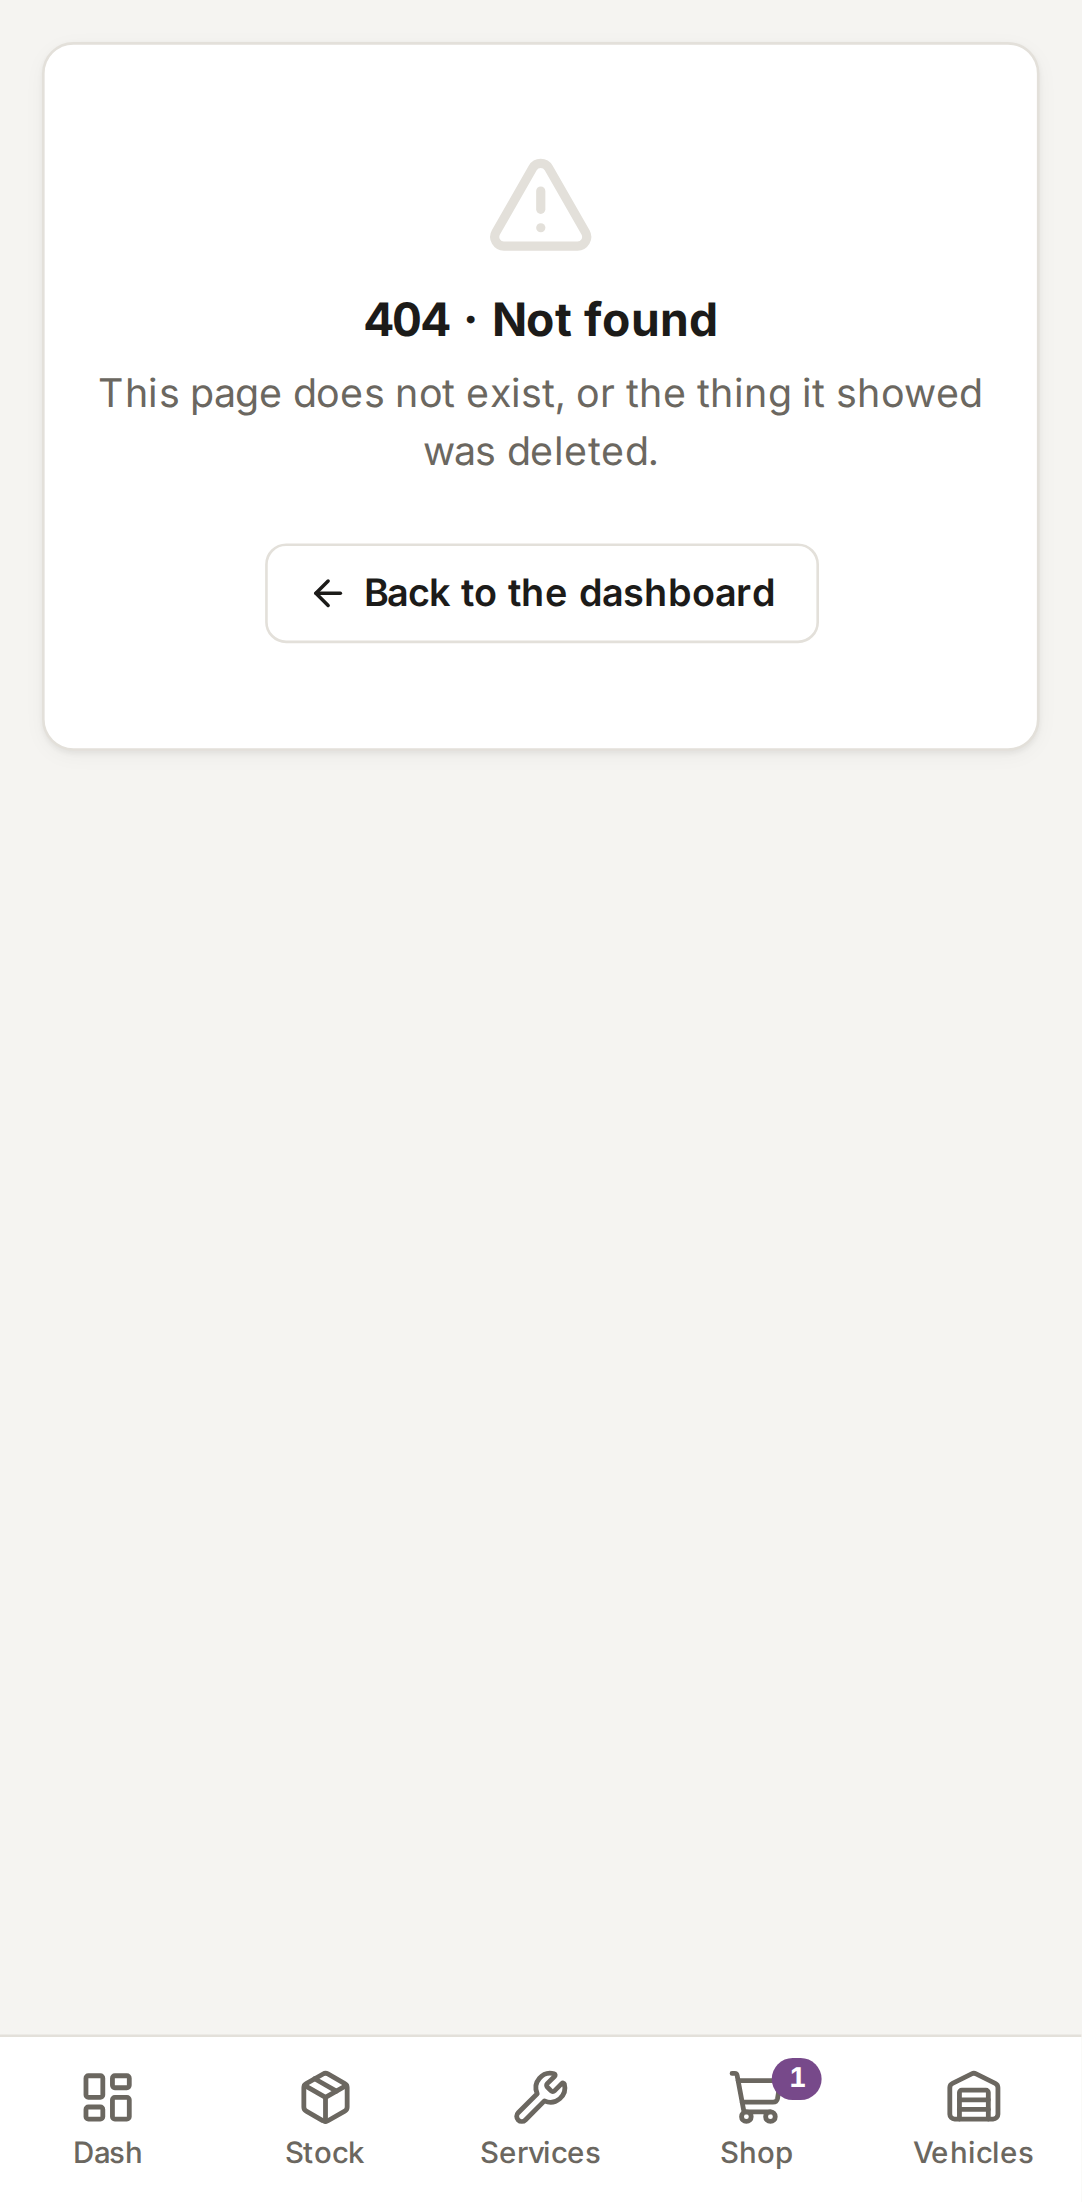 404 · Not found
This page does not exist, or the thing it showed
was deleted.
Back to the dashboard
1
Dash
Stock
Services
Shop
Vehicles